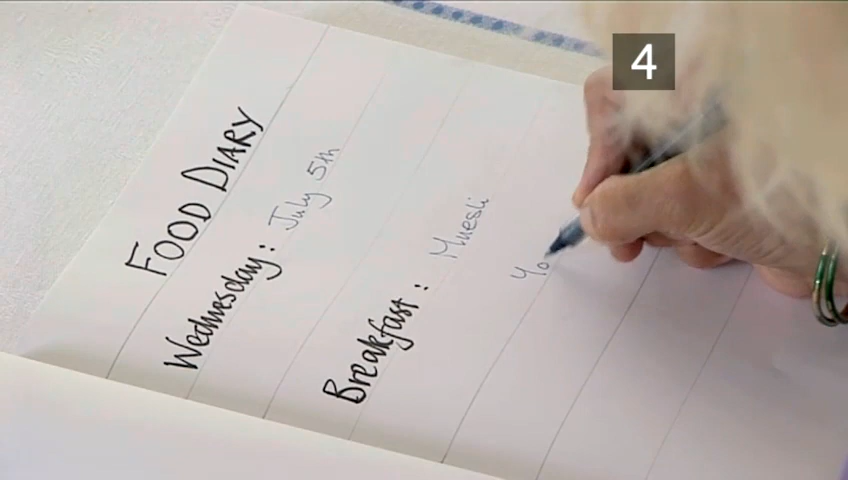 4
FOOD DIARY
Wednesday: July 5th
Breakfast: Muesli
Yo